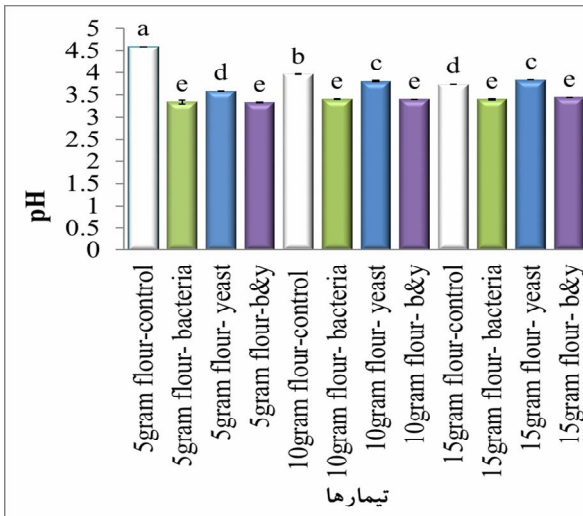 pH
5
4.5
4
3.5
3
2.5
2
1.5
1
0.5
0
a
e
d
e
b
e
c
e
d
e
c
e
5gram flour-control
5gram flour- bacteria
5gram flour- yeast
5gram flour-b&y
10gram flour-control
10gram flour- bacteria
10gram flour- yeast
10gram flour- b&y
15gram flour-control
15gram flour- bacteria
15gram flour- yeast
15gram flour- b&y
تیمارها